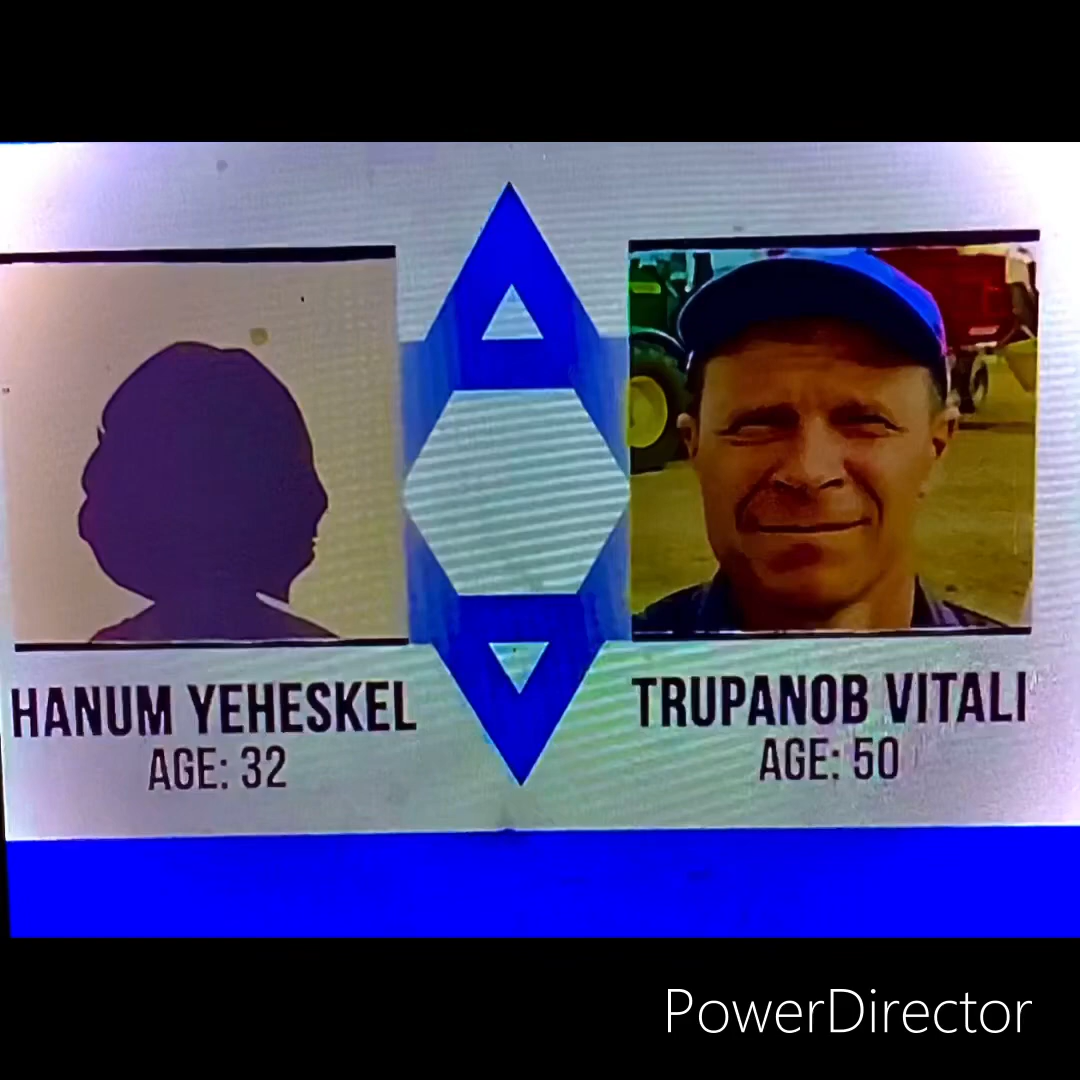 HANUM YEHESKEL
AGE: 32
TRUPANOB VITALI
AGE: 50
PowerDirector